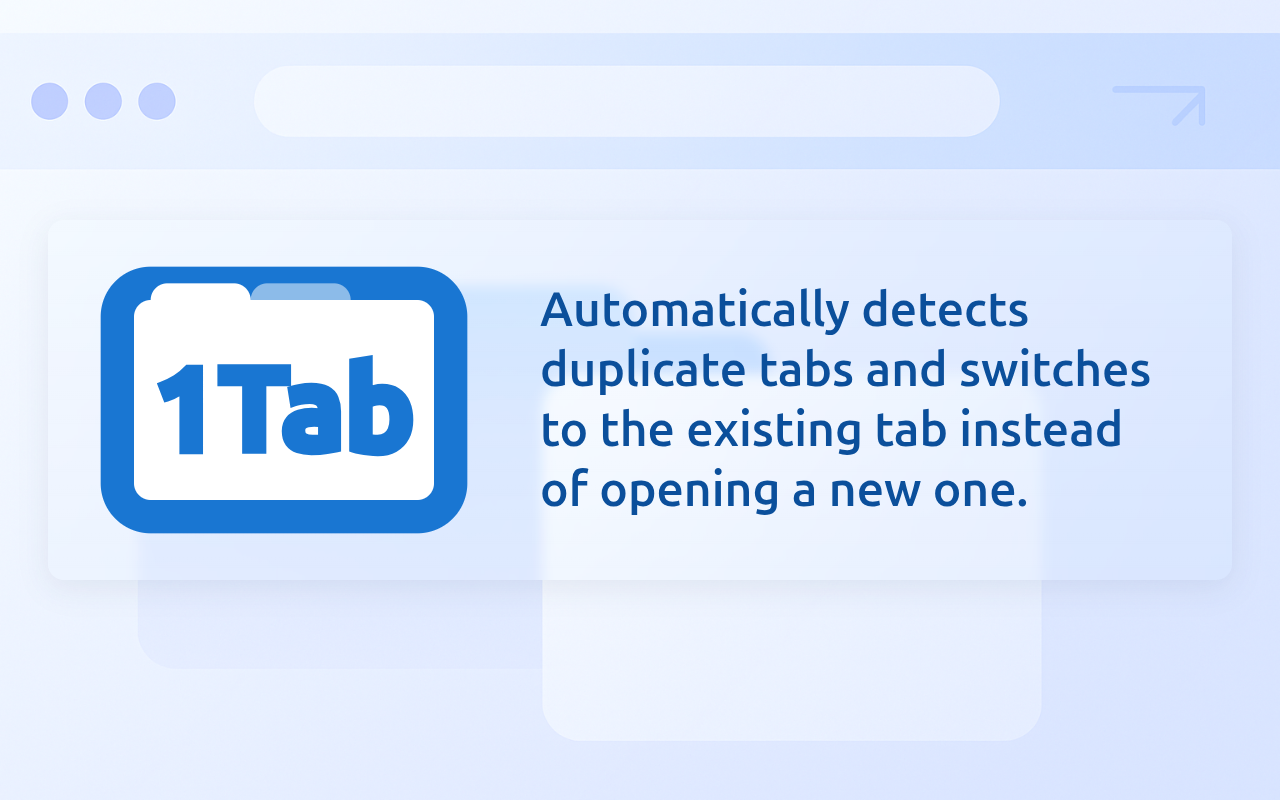 1Tab
Automatically detects
duplicate tabs and switches
to the existing tab instead
of opening a new one.